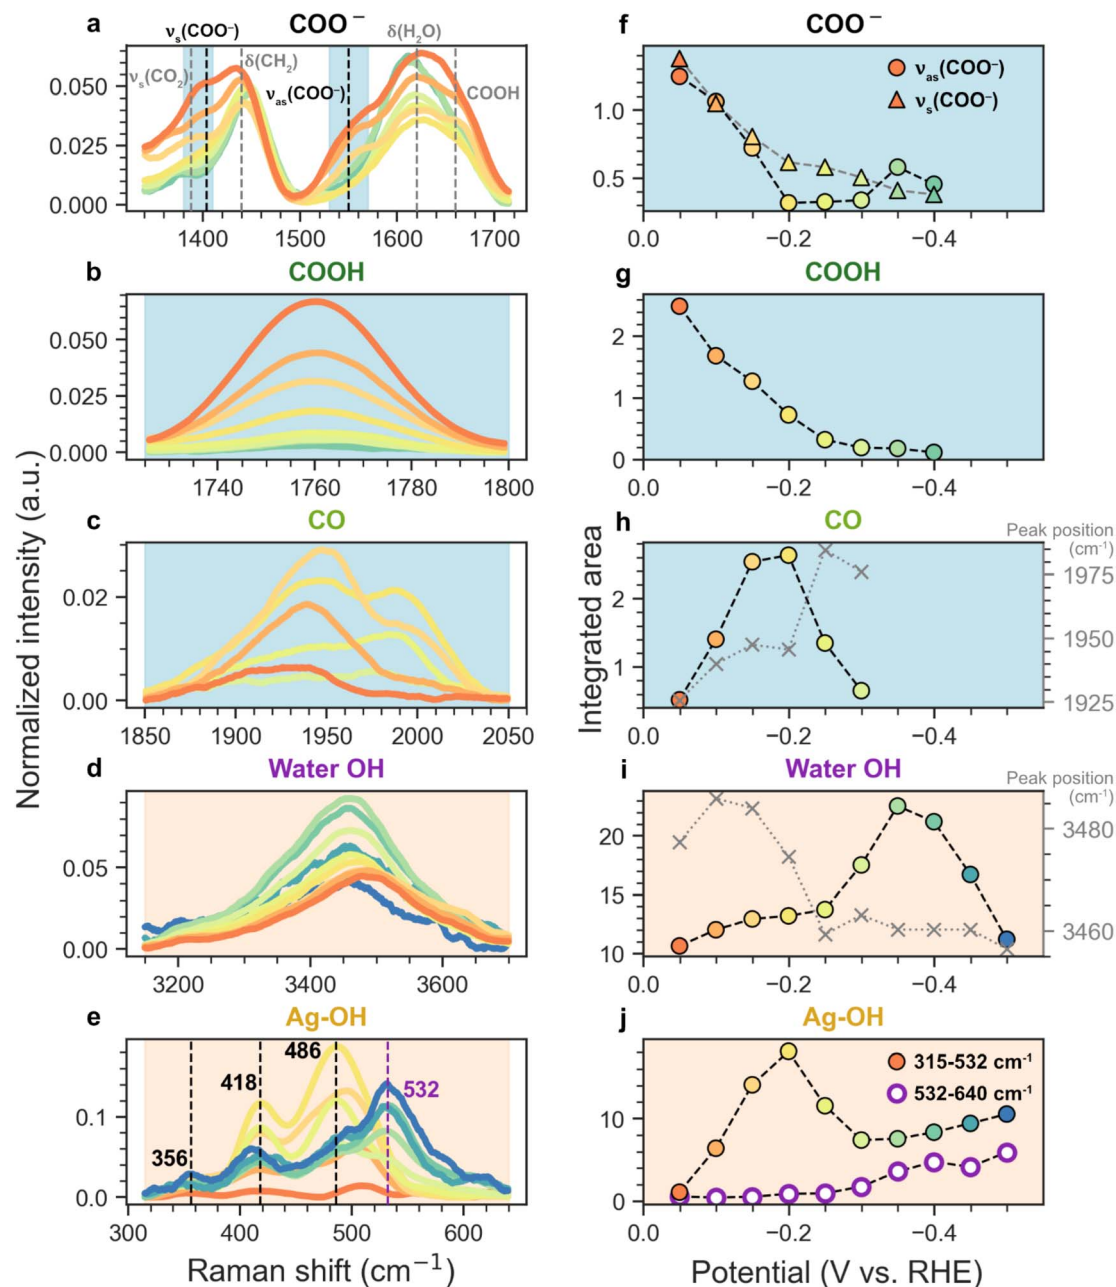 a COO⁻
νs(COO⁻)
νs(CO₂)
δ(CH₂)
νas(COO⁻)
δ(H₂O)
COOH
0.050
0.025
0.000
1400 1500 1600 1700
b COOH
0.050
0.025
0.000
1740 1760 1780 1800
c CO
0.02
0.00
1850 1900 1950 2000 2050
d Water OH
0.05
0.00
3200 3400 3600
e Ag-OH
356
418
486
532
0.1
0.0
300 400 500 600
Normalized intensity (a.u.)
Raman shift (cm⁻¹)
f COO⁻
νas(COO⁻)
νs(COO⁻)
1.0
0.5
0.0 −0.2 −0.4
g COOH
2
1
0
0.0 −0.2 −0.4
h CO
Peak position
(cm⁻¹)
2
1
1975
1950
1925
0.0 −0.2 −0.4
i Water OH
Peak position
(cm⁻¹)
20
15
10
3480
3460
0.0 −0.2 −0.4
j Ag-OH
315-532 cm⁻¹
532-640 cm⁻¹
10
0
0.0 −0.2 −0.4
Integrated area
Potential (V vs. RHE)